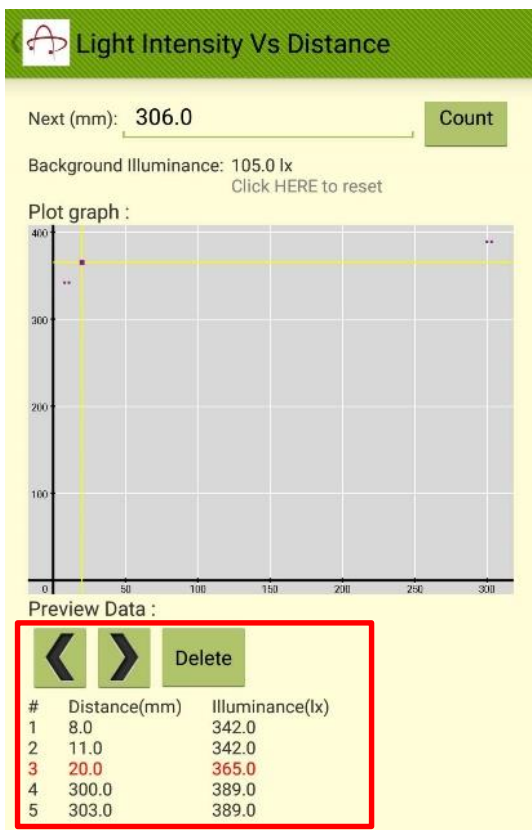 Light Intensity Vs Distance
Next (mm): 306.0 Count
Background Illuminance: 105.0 lx
Click HERE to reset
Plot graph :
400
300
200
100
0 50 100 150 200 250 300
Preview Data :
Delete
# Distance(mm) Illuminance(lx)
1 8.0 342.0
2 11.0 342.0
3 20.0 365.0
4 300.0 389.0
5 303.0 389.0